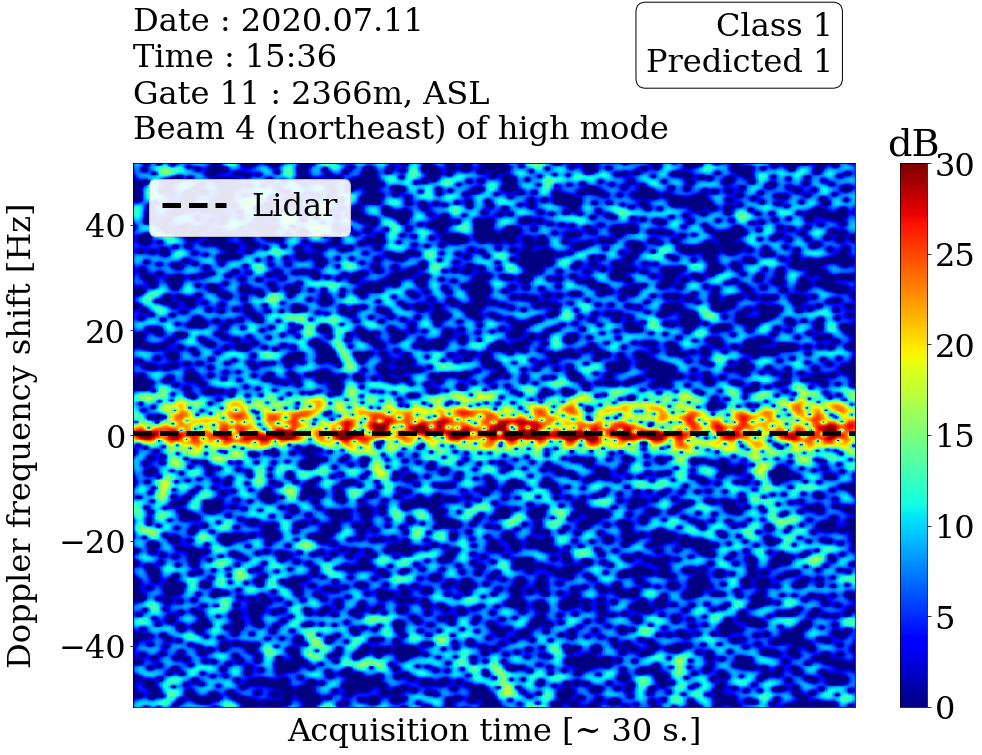 Date : 2020.07.11
Time : 15:36
Gate 11 : 2366m, ASL
Beam 4 (northeast) of high mode
Class 1
Predicted 1
dB
Lidar
Doppler frequency shift [Hz]
40
20
0
−20
−40
30
25
20
15
10
5
0
Acquisition time [~ 30 s.]